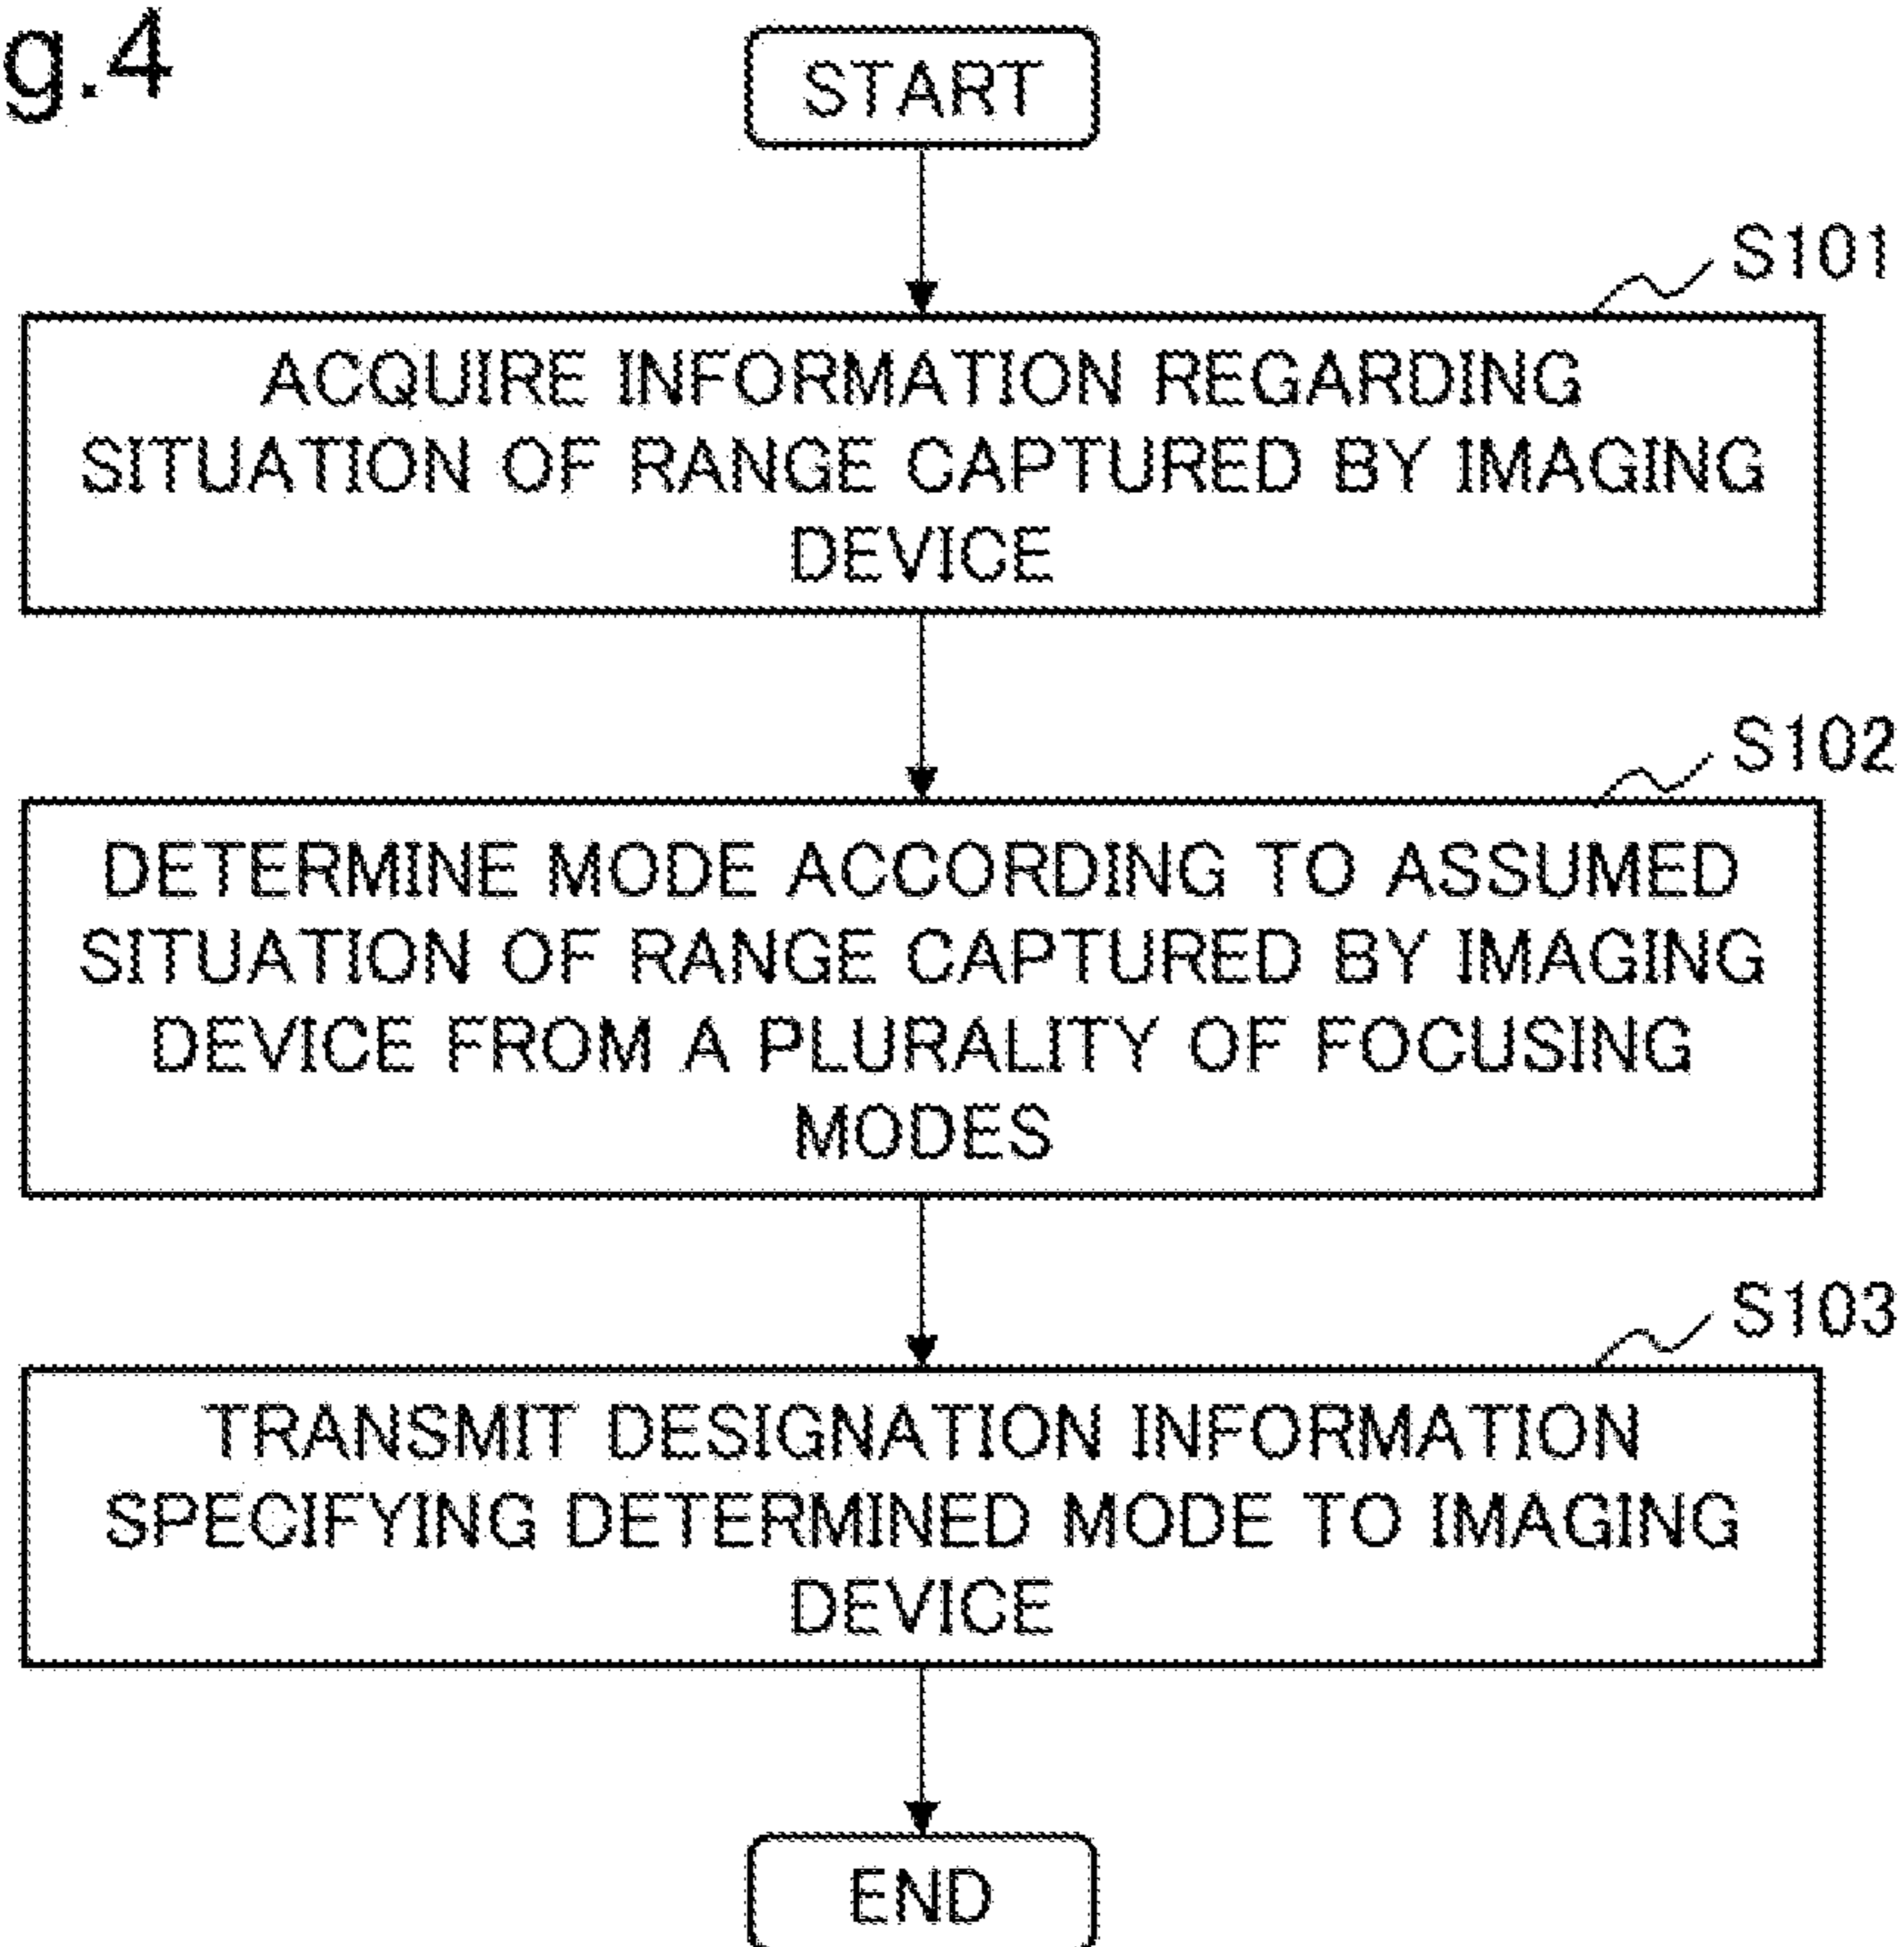 g.4
START
S101
ACQUIRE INFORMATION REGARDING
SITUATION OF RANGE CAPTURED BY IMAGING
DEVICE
S102
DETERMINE MODE ACCORDING TO ASSUMED
SITUATION OF RANGE CAPTURED BY IMAGING
DEVICE FROM A PLURALITY OF FOCUSING
MODES
S103
TRANSMIT DESIGNATION INFORMATION
SPECIFYING DETERMINED MODE TO IMAGING
DEVICE
END